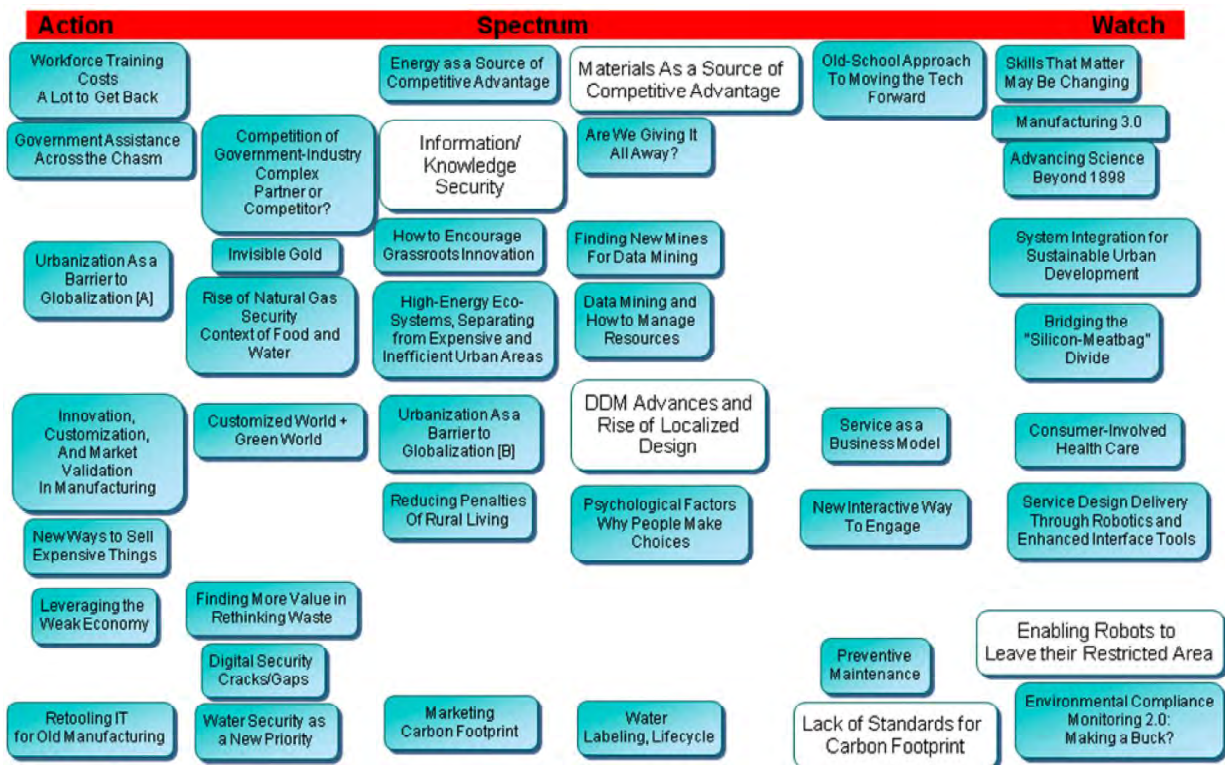 Action
Spectrum
Watch
Workforce Training
Costs
A Lot to Get Back
Government Assistance
Across the Chasm
Urbanization As a
Barrier to
Globalization [A]
Innovation,
Customization,
And Market
Validation
In Manufacturing
New Ways to Sell
Expensive Things
Leveraging the
Weak Economy
Retooling IT
for Old Manufacturing
Competition of
Government-Industry
Complex
Partner or
Competitor?
Invisible Gold
Rise of Natural Gas
Security
Context of Food and
Water
Customized World +
Green World
Finding More Value in
Rethinking Waste
Digital Security
Cracks/Gaps
Water Security as
a New Priority
Energy as a Source of
Competitive Advantage
Information/
Knowledge
Security
How to Encourage
Grassroots Innovation
High-Energy Eco-
Systems, Separating
from Expensive and
Inefficient Urban Areas
Urbanization As a
Barrier to
Globalization [B]
Reducing Penalties
Of Rural Living
Marketing
Carbon Footprint
Materials As a Source of
Competitive Advantage
Are We Giving It
All Away?
Finding New Mines
For Data Mining
Data Mining and
How to Manage
Resources
DDM Advances and
Rise of Localized
Design
Psychological Factors
Why People Make
Choices
Water
Labeling, Lifecycle
Old-School Approach
To Moving the Tech
Forward
Service as a
Business Model
New Interactive Way
To Engage
Preventive
Maintenance
Lack of Standards for
Carbon Footprint
Skills That Matter
May Be Changing
Manufacturing 3.0
Advancing Science
Beyond 1898
System Integration for
Sustainable Urban
Development
Bridging the
"Silicon-Meatbag"
Divide
Consumer-Involved
Health Care
Service Design Delivery
Through Robotics and
Enhanced Interface Tools
Enabling Robots to
Leave their Restricted Area
Environmental Compliance
Monitoring 2.0:
Making a Buck?